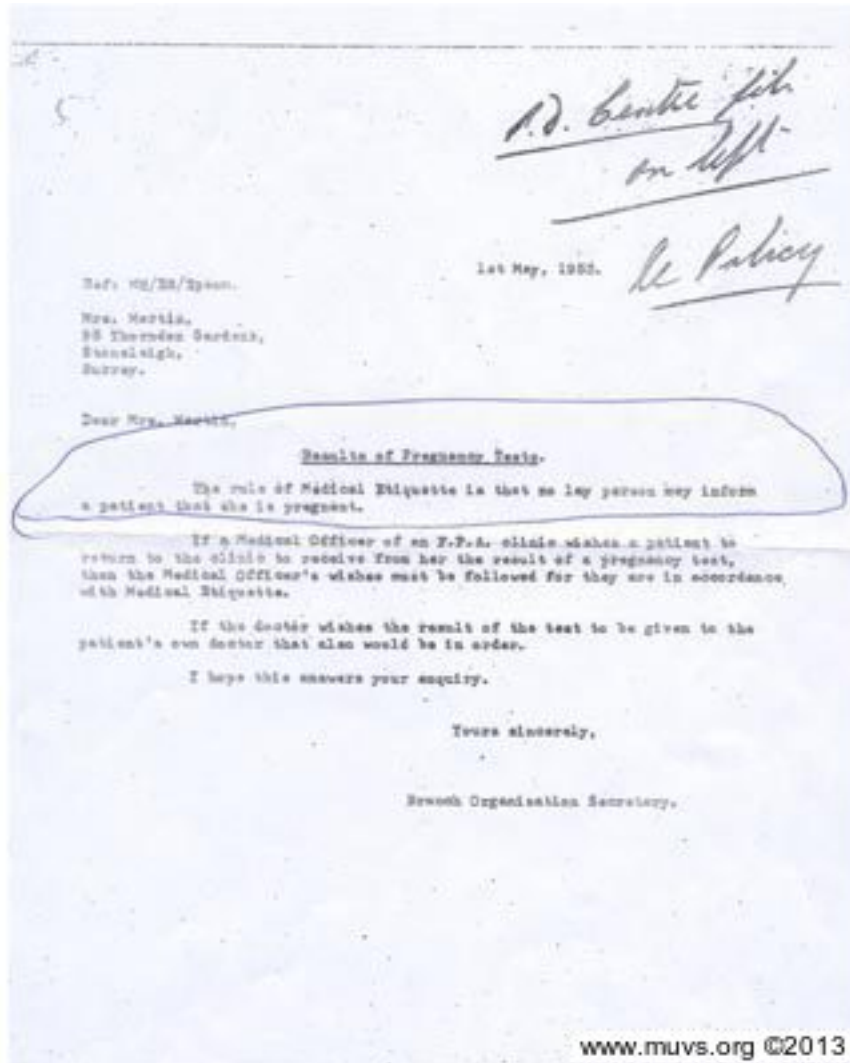 P.D. Centre file
on left
re Policy
1st May, 1953.
Mrs. Martin,
Thornden Gardens,
Stoneleigh,
Surrey.
Dear Mrs. Martin,
Results of Pregnancy Tests.
The rule of Medical Etiquette is that no lay person may inform
a patient that she is pregnant.
If a Medical Officer of an F.P.A. clinic wishes a patient to
return to the clinic to receive from her the result of a pregnancy test,
then the Medical Officer's wishes must be followed for they are in accordance
with Medical Etiquette.
If the doctor wishes the result of the test to be given to the
patient's own doctor that also would be in order.
I hope this answers your enquiry.
Yours sincerely,
Branch Organisation Secretary.
www.muvs.org ©2013